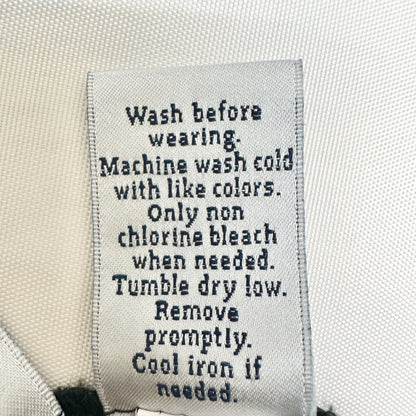 Wash before
wearing.
Machine wash cold
with like colors.
Only non
chlorine bleach
when needed.
Tumble dry low.
Remove
promptly.
Cool iron if
needed.